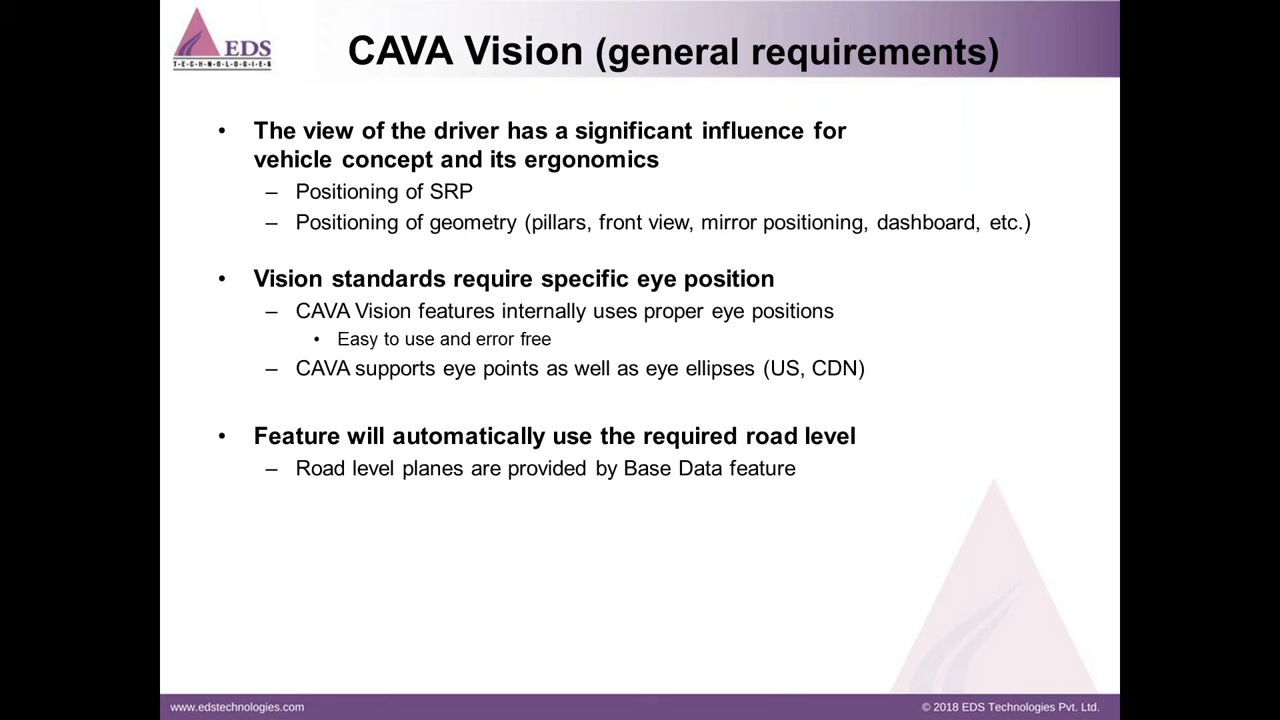 EDS
T·E·C·H·N·O·L·O·G·I·E·S
CAVA Vision (general requirements)
• The view of the driver has a significant influence for
vehicle concept and its ergonomics
– Positioning of SRP
– Positioning of geometry (pillars, front view, mirror positioning, dashboard, etc.)
• Vision standards require specific eye position
– CAVA Vision features internally uses proper eye positions
• Easy to use and error free
– CAVA supports eye points as well as eye ellipses (US, CDN)
• Feature will automatically use the required road level
– Road level planes are provided by Base Data feature
www.edstechnologies.com
© 2018 EDS Technologies Pvt. Ltd.